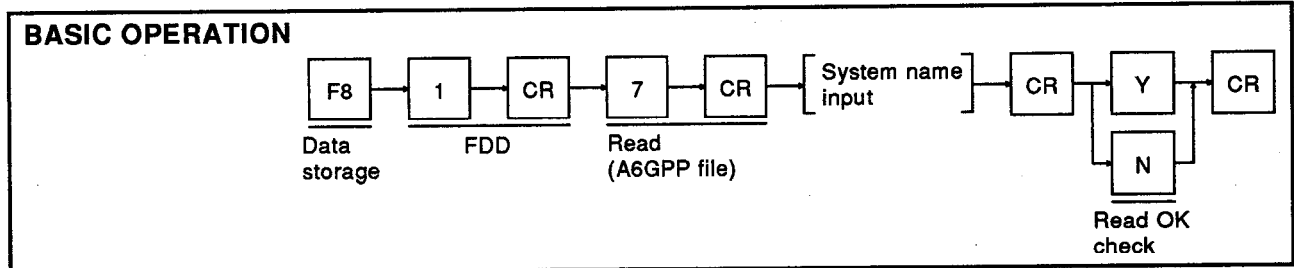 BASIC OPERATION
F8 1 CR 7 CR System name input CR Y CR
N
Data storage
FDD
Read (A6GPP file)
Read OK check